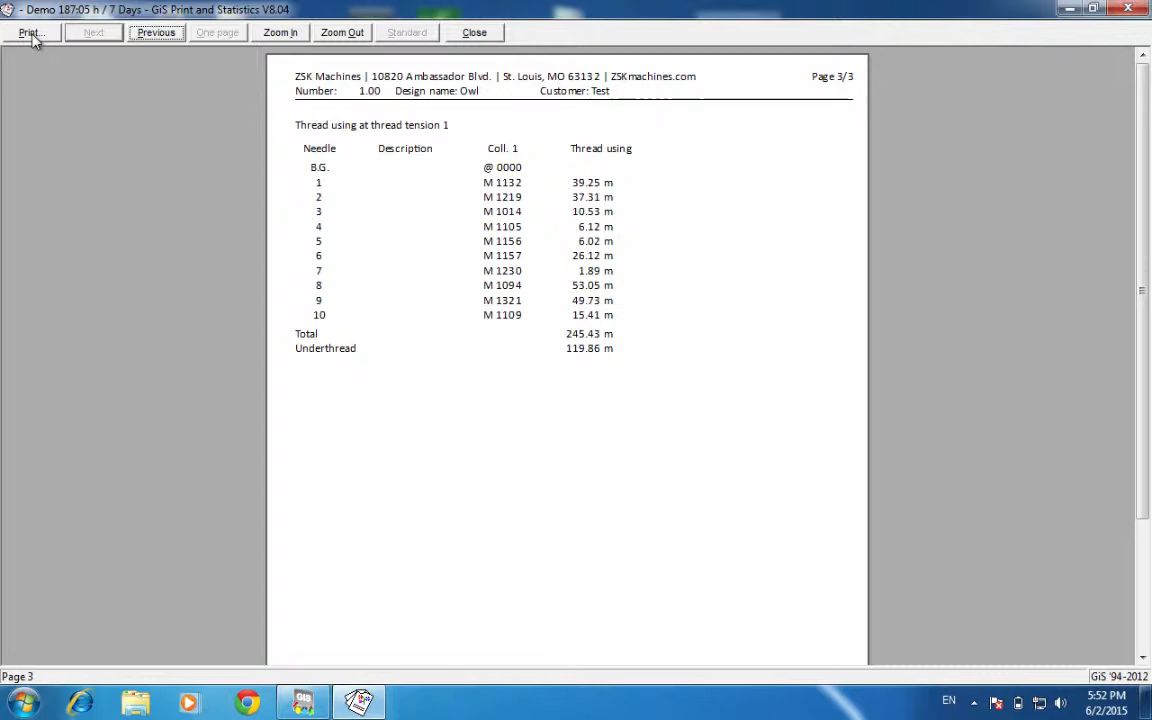 - Demo 187:05 h / 7 Days - GiS Print and Statistics V8.04
Print... Next Previous One page Zoom In Zoom Out Standard Close
ZSK Machines | 10820 Ambassador Blvd. | St. Louis, MO 63132 | ZSKmachines.com Page 3/3
Number: 1.00 Design name: Owl Customer: Test
Thread using at thread tension 1
Needle Description Coll. 1 Thread using
B.G. @ 0000
1 M 1132 39.25 m
2 M 1219 37.31 m
3 M 1014 10.53 m
4 M 1105 6.12 m
5 M 1156 6.02 m
6 M 1157 26.12 m
7 M 1230 1.89 m
8 M 1094 53.05 m
9 M 1321 49.73 m
10 M 1109 15.41 m
Total 245.43 m
Underthread 119.86 m
Page 3 GiS '94-2012
GiS EN 5:52 PM
6/2/2015